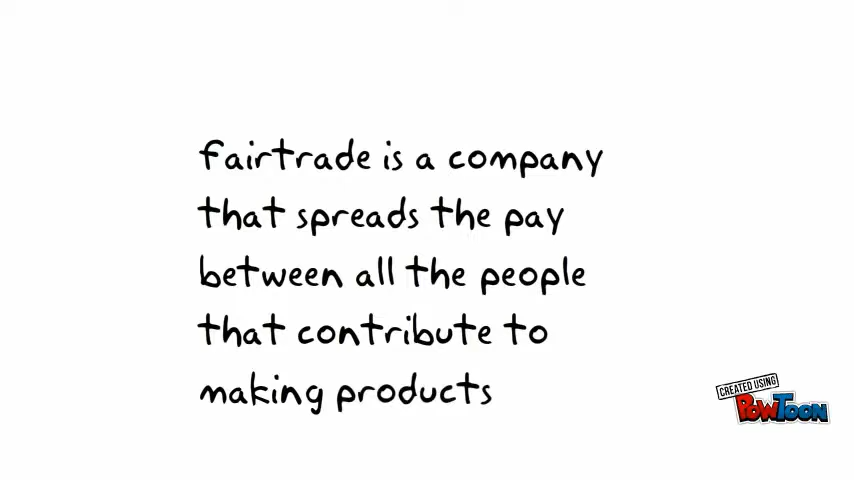 fairtrade is a company
that spreads the pay
between all the people
that contribute to
making products
CREATED USING
POWTOON